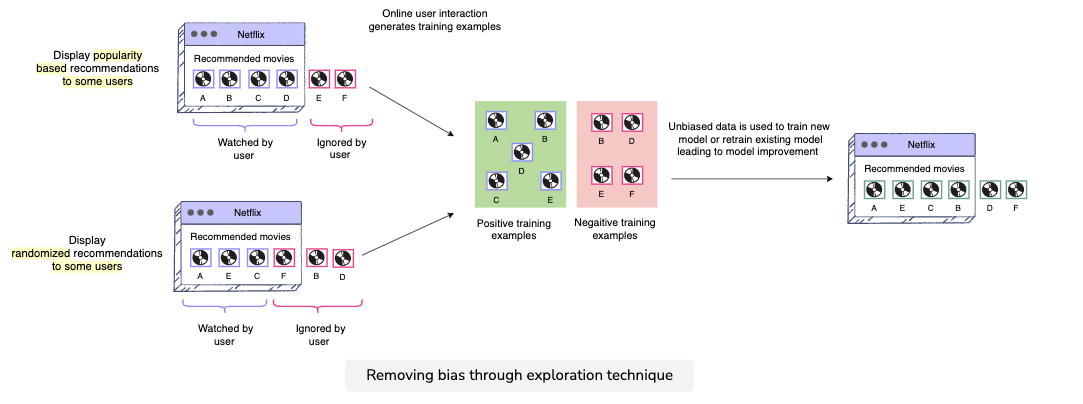 Online user interaction
generates training examples
Netflix
Recommended movies
A B C D E F
Display popularity
based recommendations
to some users
Watched by
user
Ignored by
user
Netflix
Recommended movies
A E C F B D
Display
randomized recommendations
to some users
Watched by
user
Ignored by
user
A B
D
C E
Positive training
examples
B D
E F
Negaitive training
examples
Unbiased data is used to train new
model or retrain existing model
leading to model improvement
Netflix
Recommended movies
A E C B D F
Removing bias through exploration technique